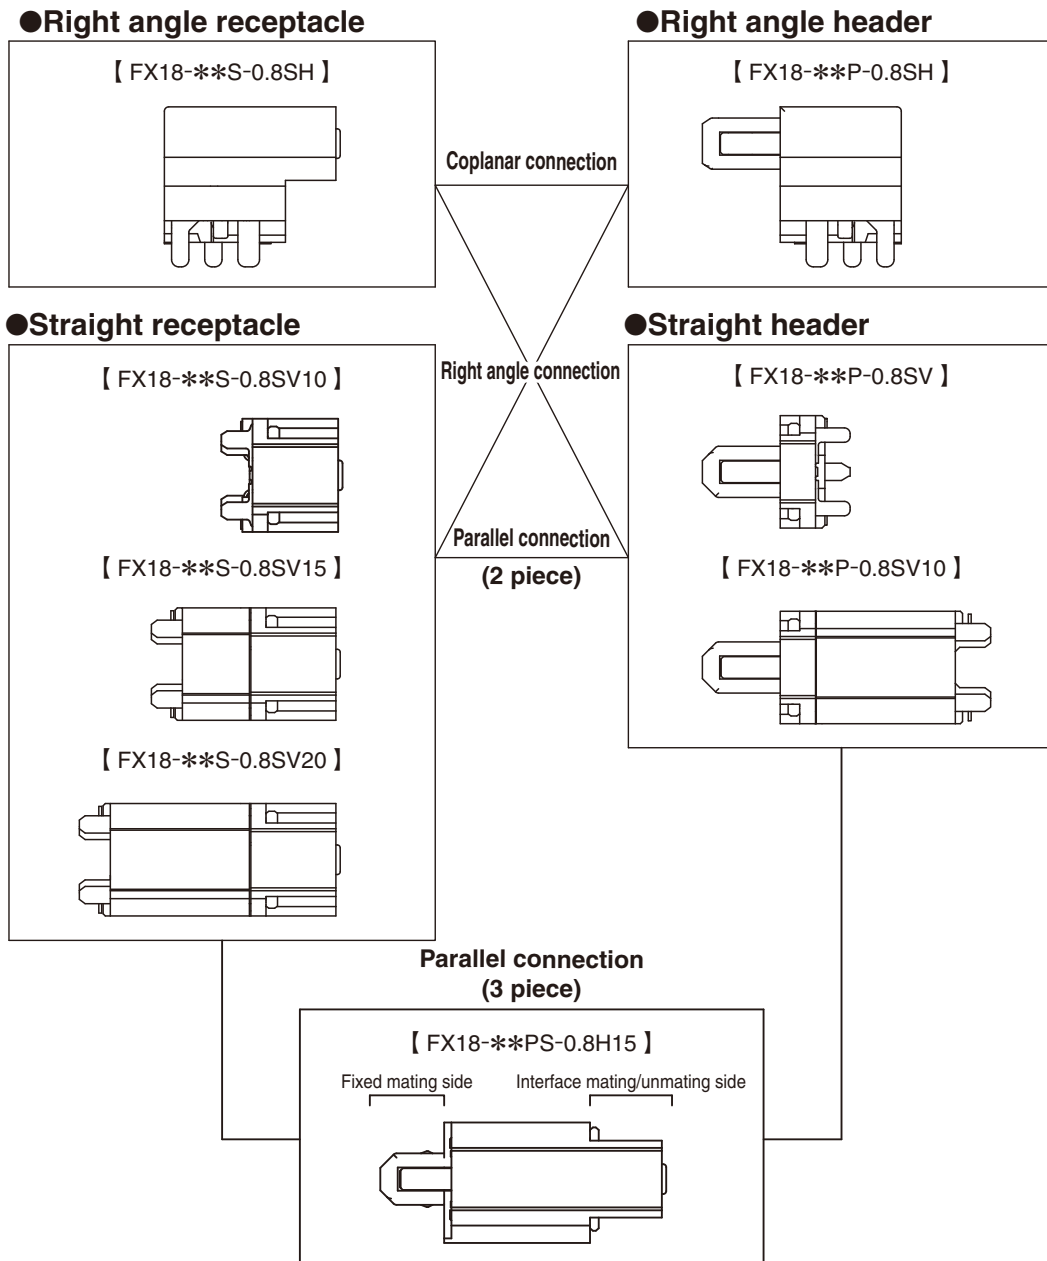 ●Right angle receptacle
【 FX18-**S-0.8SH 】
●Right angle header
【 FX18-**P-0.8SH 】
Coplanar connection
●Straight receptacle
【 FX18-**S-0.8SV10 】
【 FX18-**S-0.8SV15 】
【 FX18-**S-0.8SV20 】
Right angle connection
Parallel connection
(2 piece)
●Straight header
【 FX18-**P-0.8SV 】
【 FX18-**P-0.8SV10 】
Parallel connection
(3 piece)
【 FX18-**PS-0.8H15 】
Fixed mating side
Interface mating/unmating side